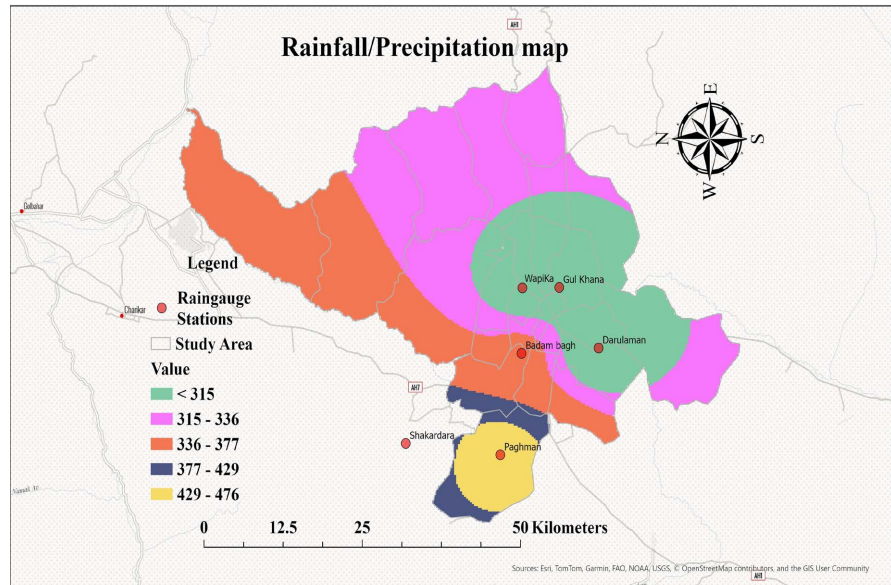 AH1
Rainfall/Precipitation map
E
N
S
W
Golbahar
Legend
WapiKa
Gul Khana
Raingauge
Stations
Charikar
Study Area
Badam bagh
Darulaman
Value
< 315
AH7
315 - 336
336 - 377
Shakardara
Paghman
377 - 429
429 - 476
0
12.5
25
50 Kilometers
Sources: Esri, TomTom, Garmin, FAO, NOAA, USGS, © OpenStreetMap contributors, and the GIS User Community
AH1